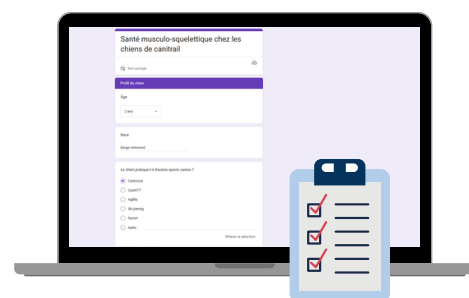 Santé musculo-squelettique chez les
chiens de canitrail
Non partagé
Profil du chien
Âge
2 ans
Race
Berger Allemand
Le chien pratique-t-il d'autres sports canins ?
Canicross
CaniVTT
Agility
Ski-joering
Aucun
Autre :
Effacer la sélection